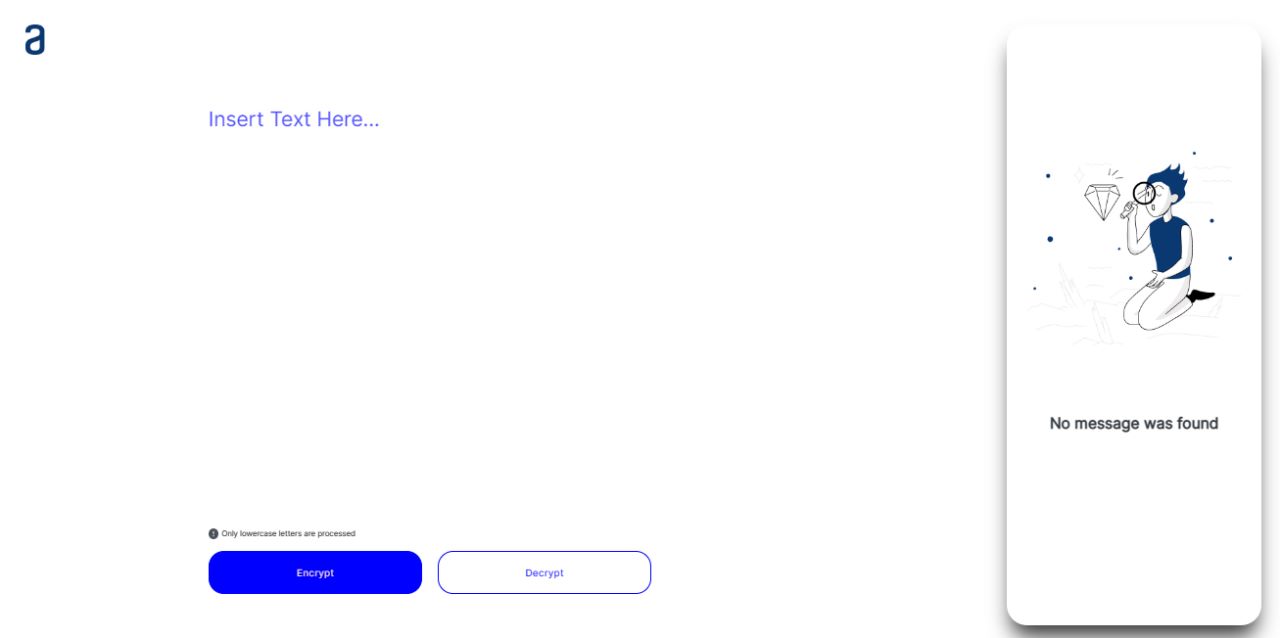 a
Insert Text Here...
Only lowercase letters are processed
Encrypt
Decrypt
No message was found